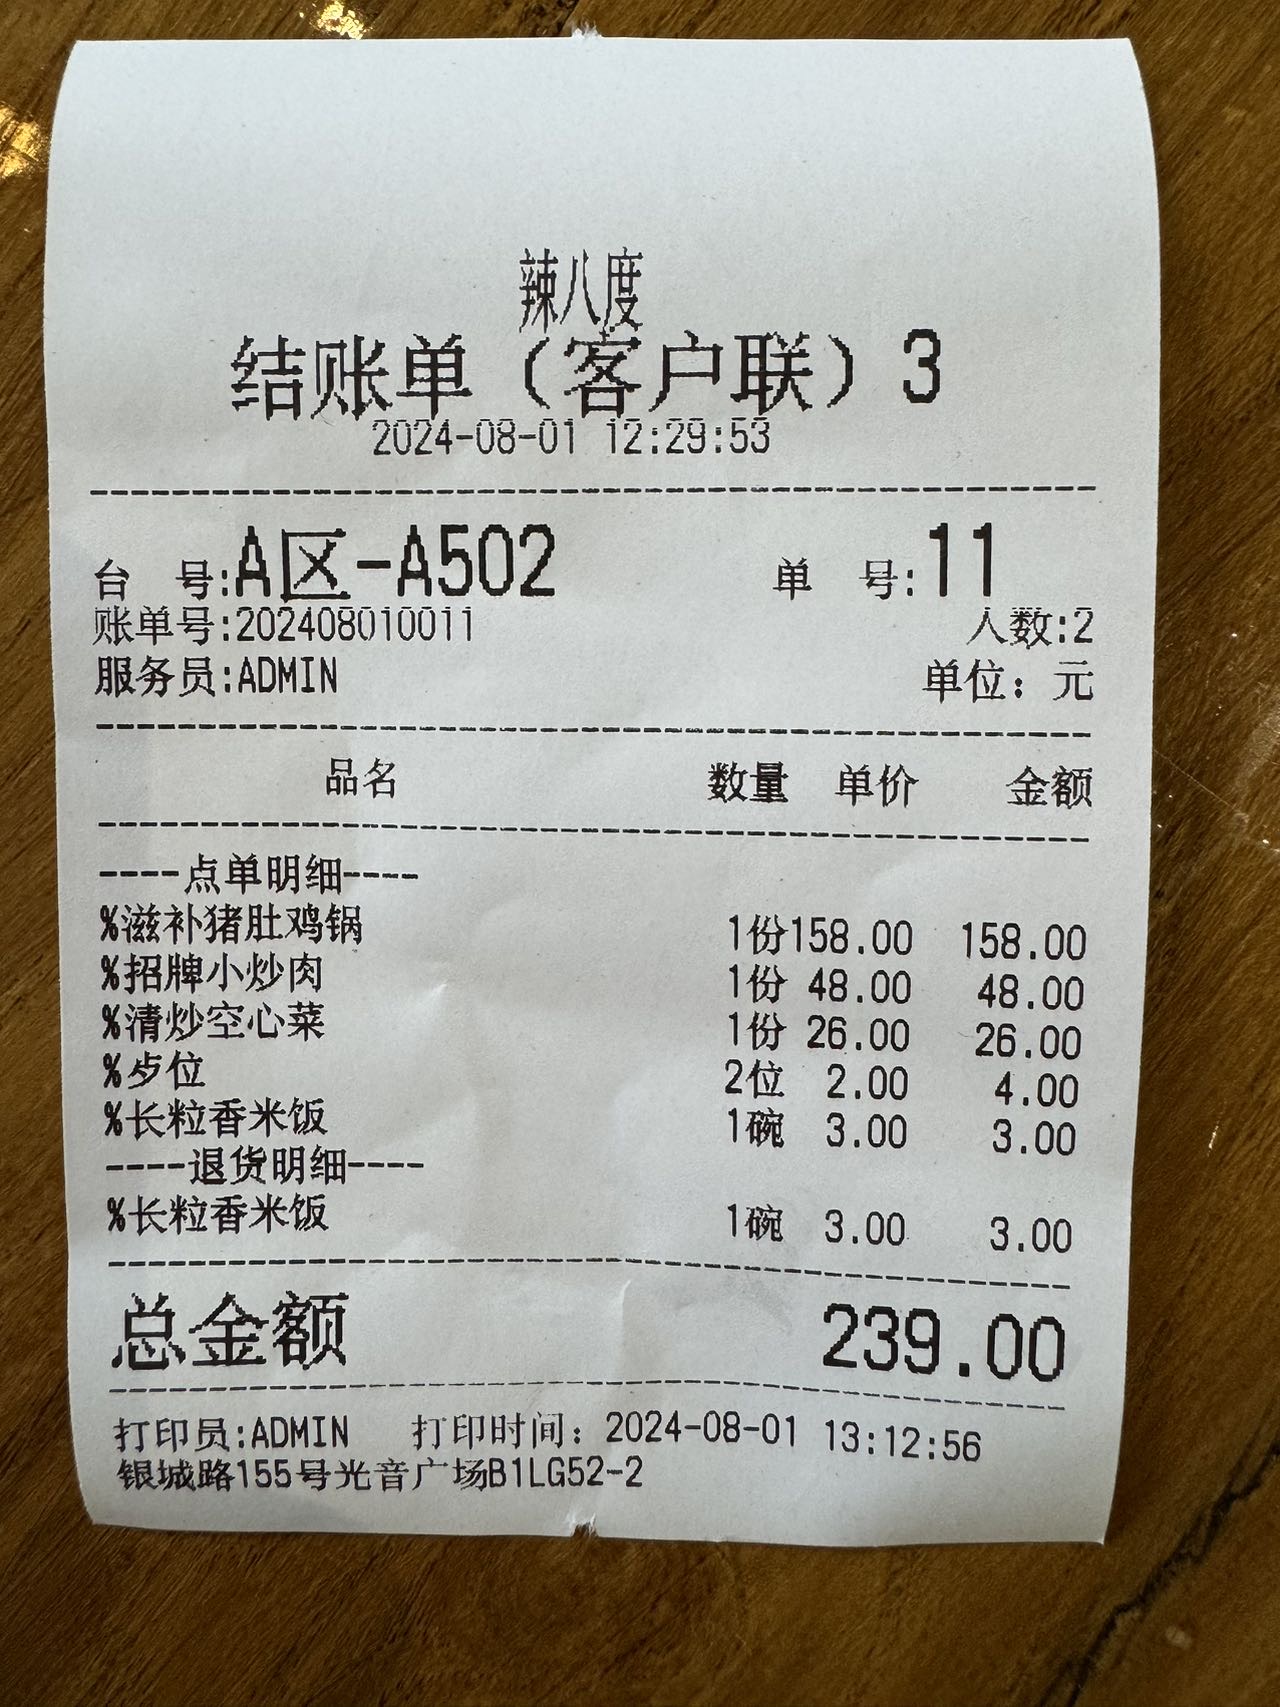 辣八度
结账单（客户联）3
2024-08-01 12:29:53
台 号:A区-A502 单 号:11
账单号:202408010011 人数:2
服务员:ADMIN 单位：元
品名 数量 单价 金额
----点单明细----
%滋补猪肚鸡锅 1份 158.00 158.00
%招牌小炒肉 1份 48.00 48.00
%清炒空心菜 1份 26.00 26.00
%歺位 2位 2.00 4.00
%长粒香米饭 1碗 3.00 3.00
----退货明细----
%长粒香米饭 1碗 3.00 3.00
总金额 239.00
打印员:ADMIN 打印时间：2024-08-01 13:12:56
银城路155号光音广场B1LG52-2